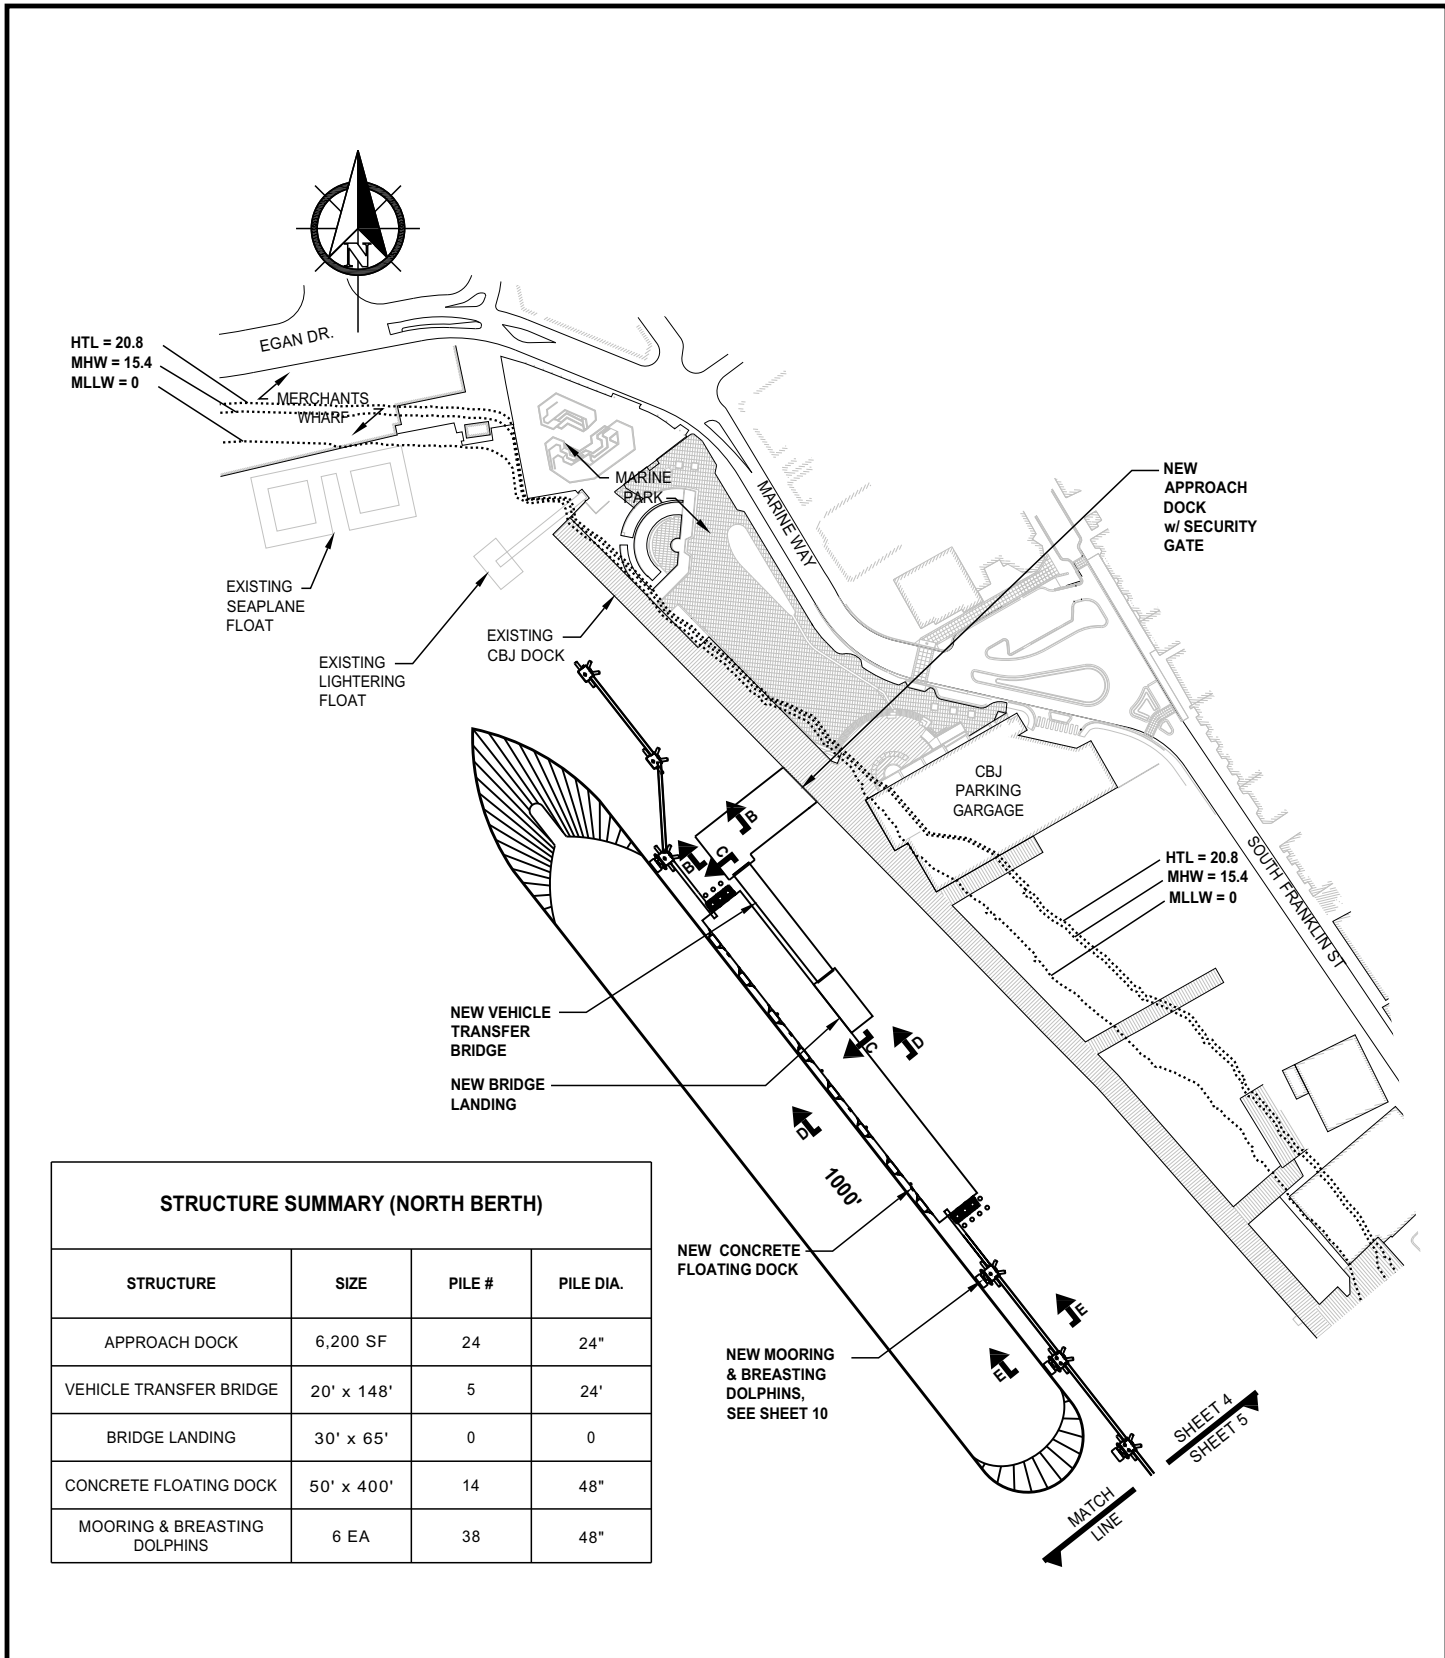 N
EGAN DR.
HTL = 20.8
MHW = 15.4
MLLW = 0
MERCHANTS
WHARF
MARINE
PARK
MARINE WAY
NEW
APPROACH
DOCK
w/ SECURITY
GATE
EXISTING
SEAPLANE
FLOAT
EXISTING
LIGHTERING
FLOAT
EXISTING
CBJ DOCK
CBJ
PARKING
GARGAGE
SOUTH FRANKLIN ST
HTL = 20.8
MHW = 15.4
MLLW = 0
B
B
C
C
D
D
E
E
NEW VEHICLE
TRANSFER
BRIDGE
NEW BRIDGE
LANDING
1000'
NEW CONCRETE
FLOATING DOCK
NEW MOORING
& BREASTING
DOLPHINS,
SEE SHEET 10
SHEET 4
SHEET 5
MATCH
LINE
STRUCTURE SUMMARY (NORTH BERTH)
STRUCTURE SIZE PILE # PILE DIA.
APPROACH DOCK 6,200 SF 24 24"
VEHICLE TRANSFER BRIDGE 20' x 148' 5 24'
BRIDGE LANDING 30' x 65' 0 0
CONCRETE FLOATING DOCK 50' x 400' 14 48"
MOORING & BREASTING
DOLPHINS 6 EA 38 48"